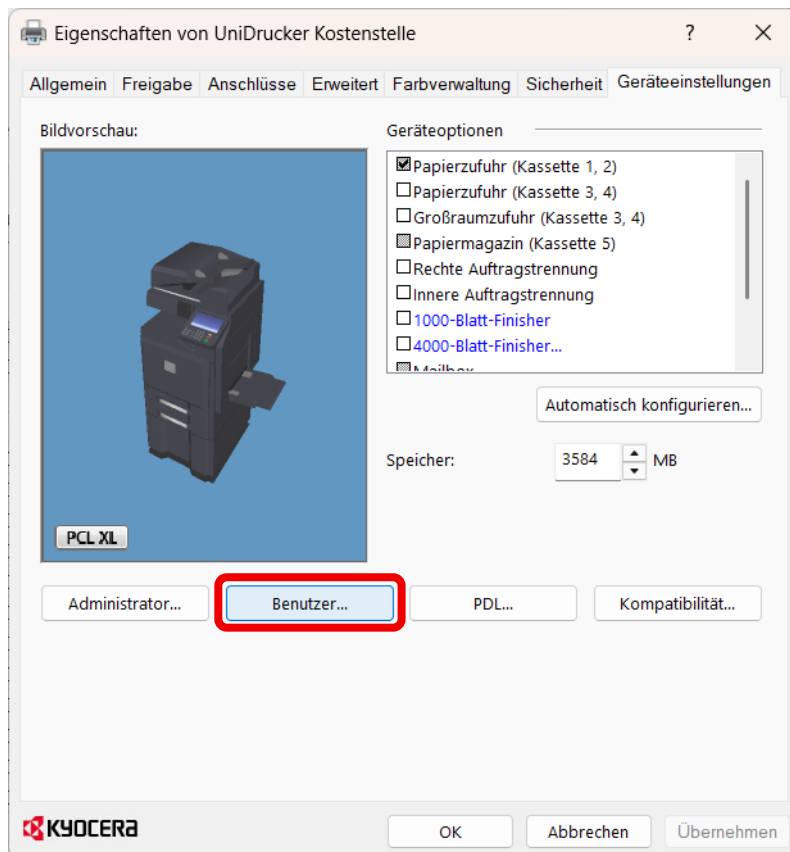 Eigenschaften von UniDrucker Kostenstelle ?
Allgemein Freigabe Anschlüsse Erweitert Farbverwaltung Sicherheit Geräteeinstellungen
Bildvorschau:
Geräteoptionen
Papierzufuhr (Kassette 1, 2)
Papierzufuhr (Kassette 3, 4)
Großraumzufuhr (Kassette 3, 4)
Papiermagazin (Kassette 5)
Rechte Auftragstrennung
Innere Auftragstrennung
1000-Blatt-Finisher
4000-Blatt-Finisher...
Mailbox
Automatisch konfigurieren...
Speicher: 3584 MB
PCL XL
Administrator... Benutzer... PDL... Kompatibilität...
KYOCERA
OK Abbrechen Übernehmen